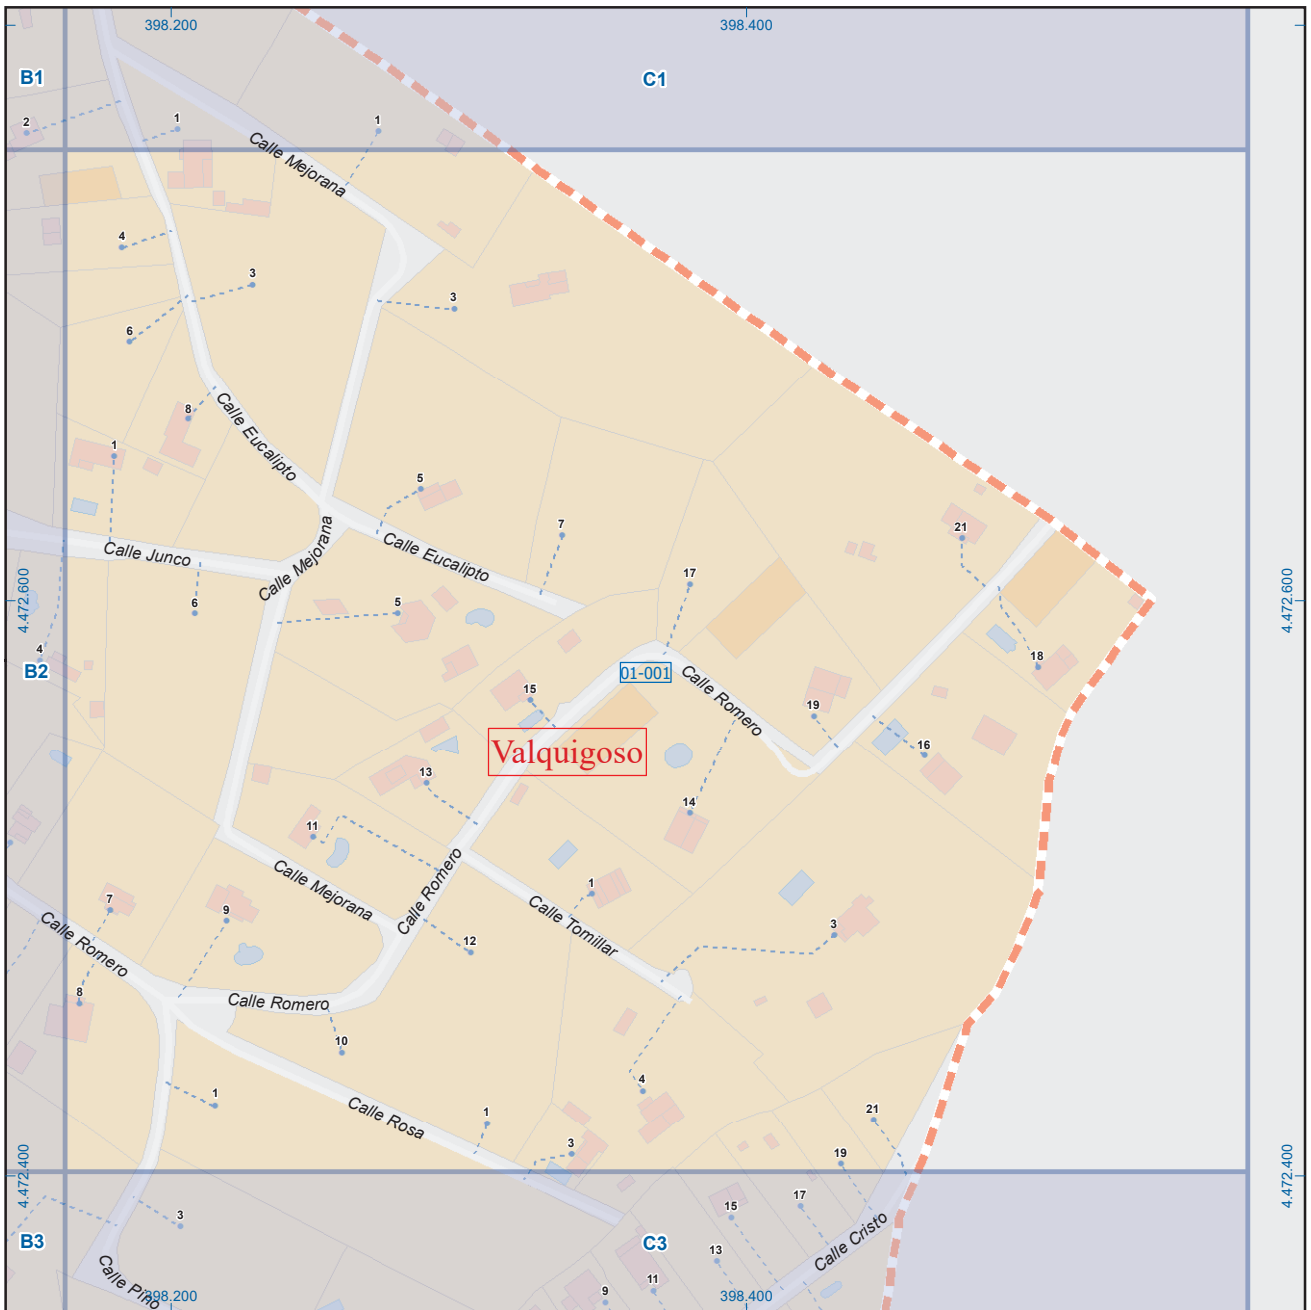 398.200
398.400
B1
C1
2
1
1
Calle Mejorana
4
3
3
6
8
Calle Eucalipto
1
5
7
21
Calle Mejorana
Calle Eucalipto
Calle Junco
17
4.472.600
4.472.600
6
5
4
18
B2
01-001
15
Calle Romero
19
16
Valquigoso
13
14
11
Calle Mejorana
Calle Romero
1
7
9
Calle Tomillar
3
Calle Romero
12
8
Calle Romero
10
4
1
Calle Rosa
1
21
3
19
4.472.400
4.472.400
3
15
17
B3
C3
Calle Cristo
13
Calle Pino
11
9
398.200
398.400